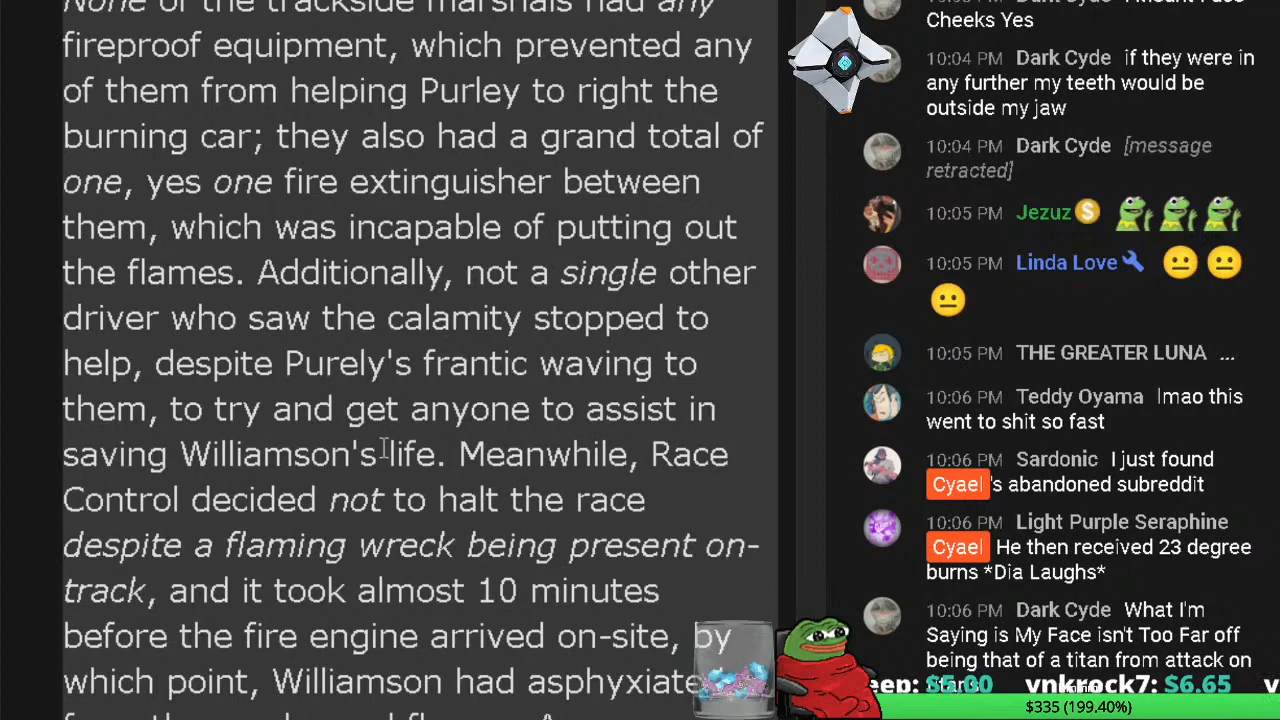 None of the trackside marshals had any
fireproof equipment, which prevented any
of them from helping Purley to right the
burning car; they also had a grand total of
one, yes one fire extinguisher between
them, which was incapable of putting out
the flames. Additionally, not a single other
driver who saw the calamity stopped to
help, despite Purely's frantic waving to
them, to try and get anyone to assist in
saving Williamson's life. Meanwhile, Race
Control decided not to halt the race
despite a flaming wreck being present on-
track, and it took almost 10 minutes
before the fire engine arrived on-site, by
which point, Williamson had asphyxiate
Cheeks Yes
10:04 PM Dark Cyde if they were in
any further my teeth would be
outside my jaw
10:04 PM Dark Cyde [message
retracted]
10:05 PM Jezuz
10:05 PM Linda Love
10:05 PM THE GREATER LUNA ...
10:06 PM Teddy Oyama lmao this
went to shit so fast
10:06 PM Sardonic I just found
Cyael 's abandoned subreddit
10:06 PM Light Purple Seraphine
Cyael He then received 23 degree
burns *Dia Laughs*
10:06 PM Dark Cyde What I'm
Saying is My Face isn't Too Far off
being that of a titan from attack on
eep: $5.00 vnkrock7: $6.65
$335 (199.40%)